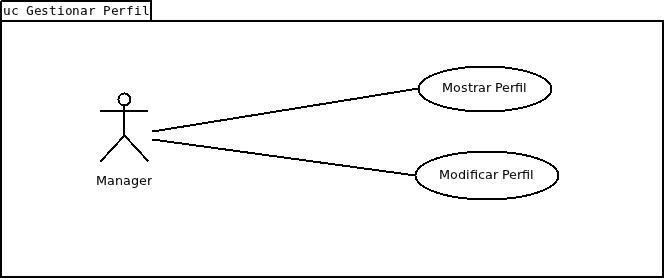 uc Gestionar Perfil
Mostrar Perfil
Manager
Modificar Perfil